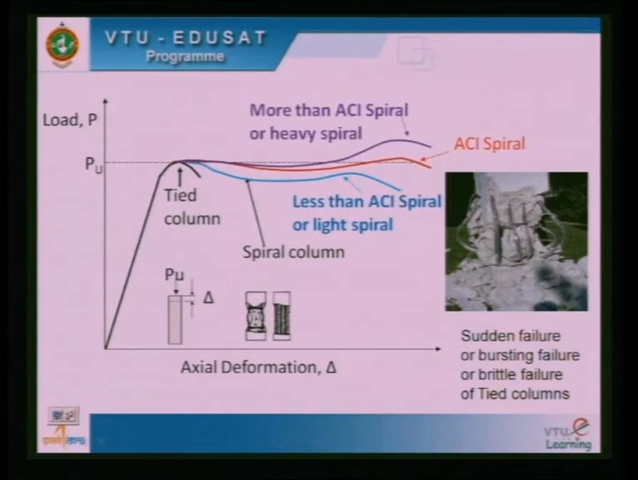 VTU - EDUSAT
Programme
Load, P
More than ACI Spiral
or heavy spiral
ACI Spiral
PU
Tied
column
Less than ACI Spiral
or light spiral
Spiral column
Pu
Δ
Axial Deformation, Δ
Sudden failure
or bursting failure
or brittle failure
of Tied columns
VTU e
Learning